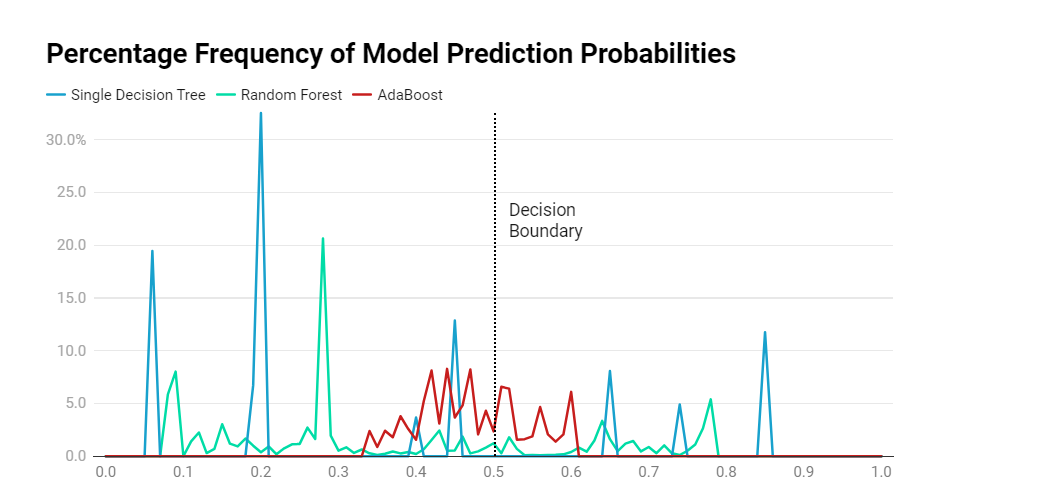 Percentage Frequency of Model Prediction Probabilities
Single Decision Tree Random Forest AdaBoost
30.0%
25.0
20.0
15.0
10.0
5.0
0.0
Decision
Boundary
0.0 0.1 0.2 0.3 0.4 0.5 0.6 0.7 0.8 0.9 1.0